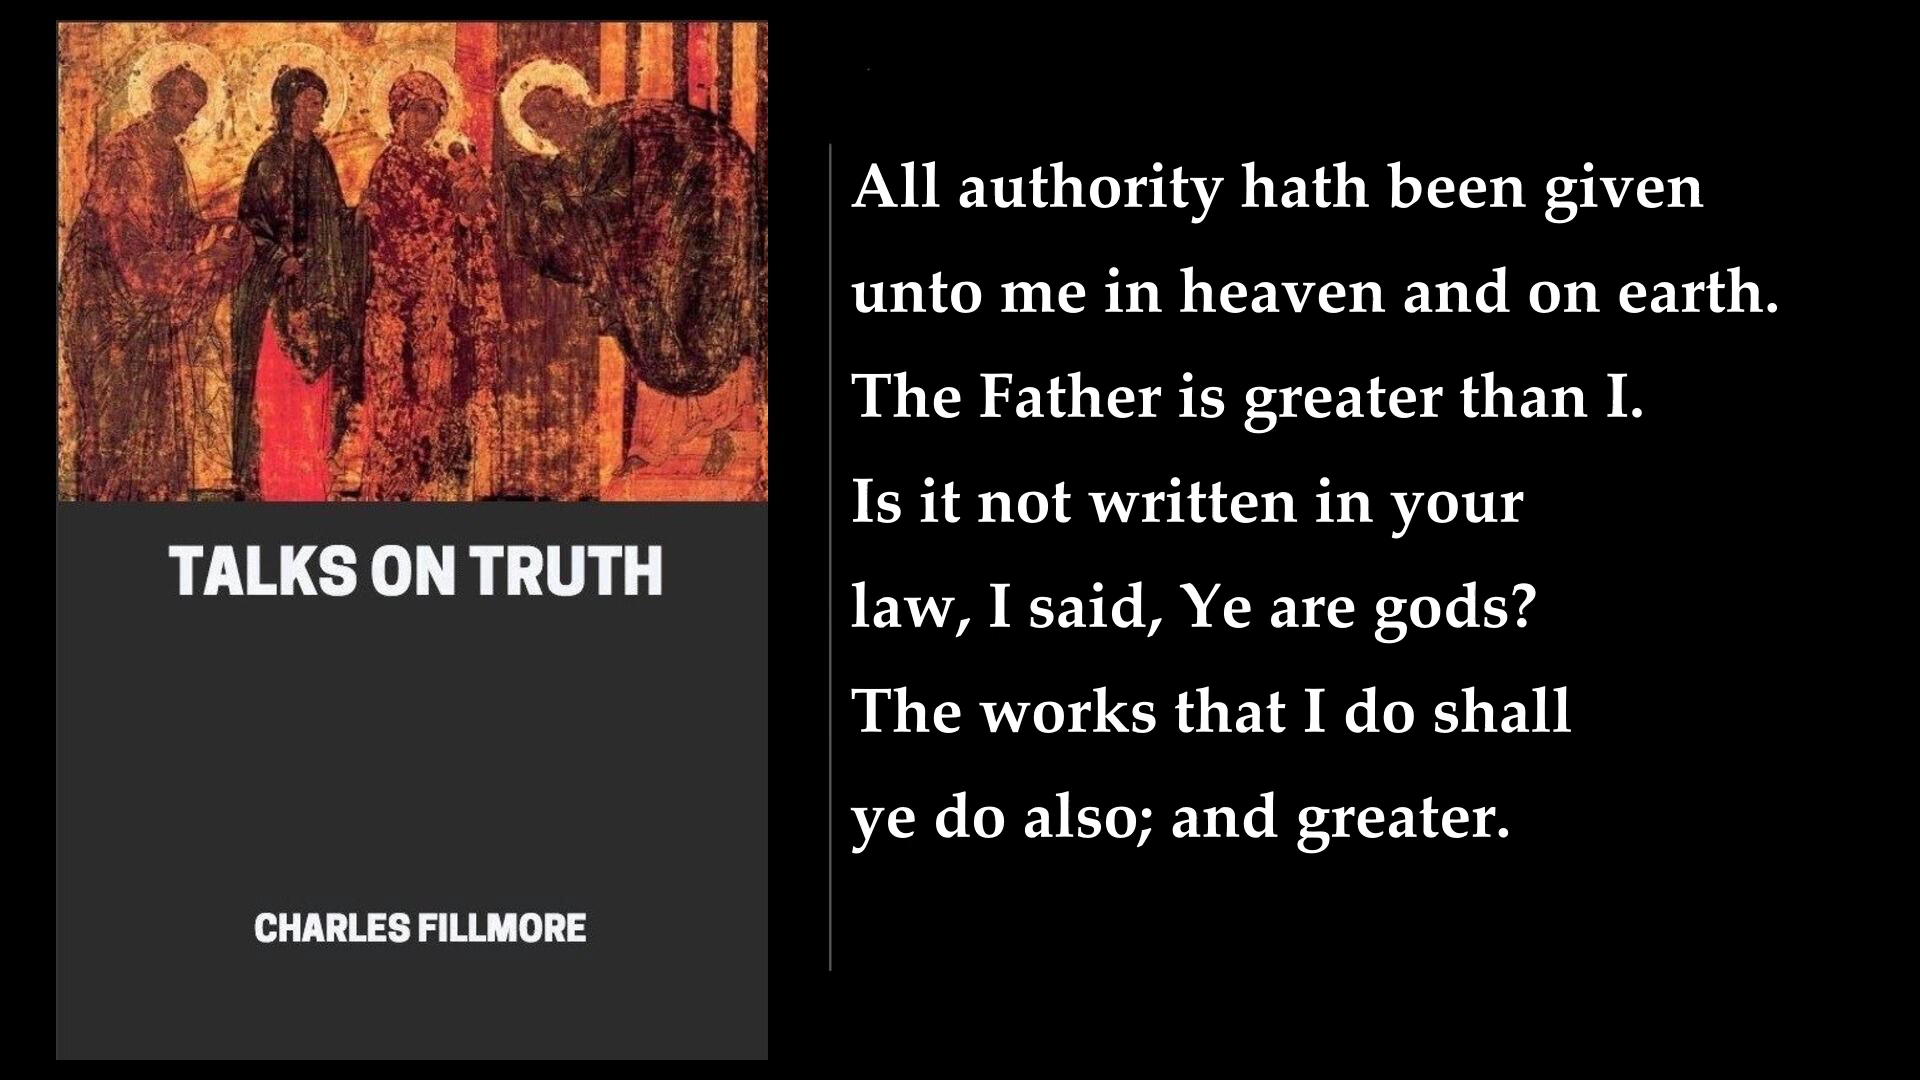 TALKS ON TRUTH
CHARLES FILLMORE
All authority hath been given
unto me in heaven and on earth.
The Father is greater than I.
Is it not written in your
law, I said, Ye are gods?
The works that I do shall
ye do also; and greater.